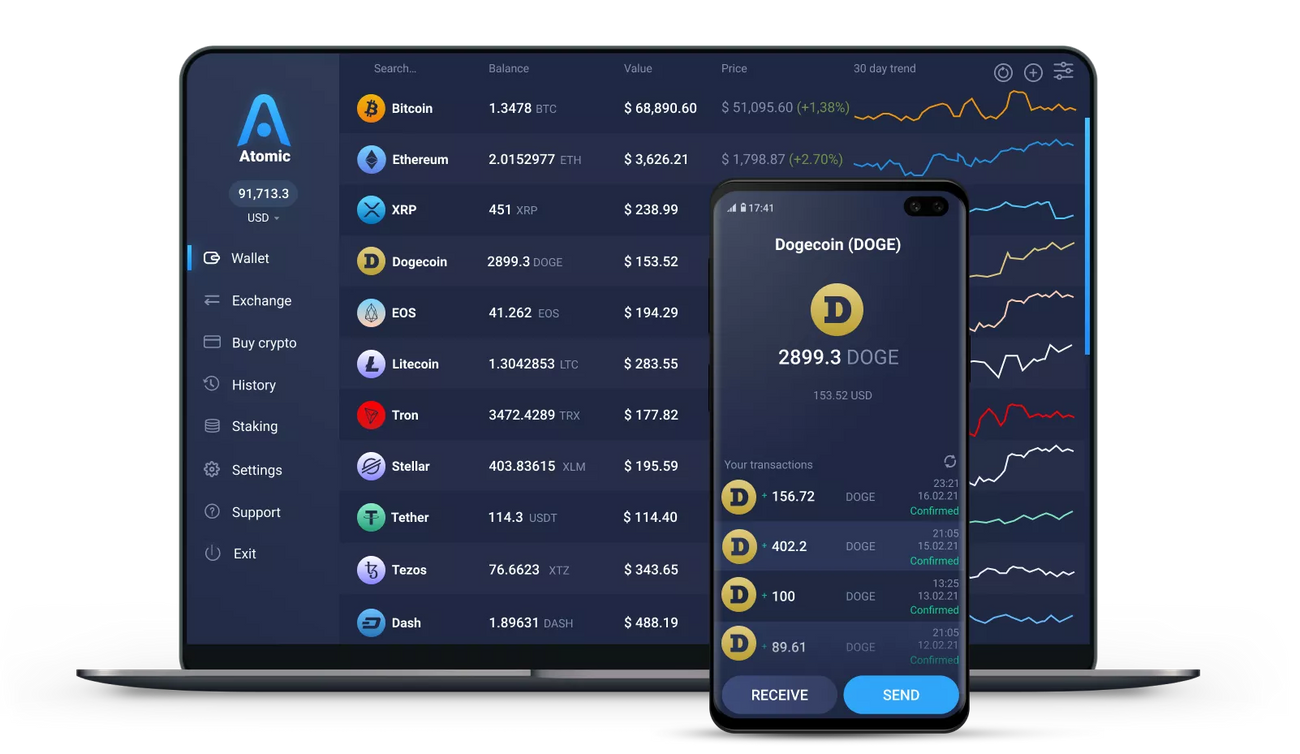 Search... Balance Value Price 30 day trend
Atomic
91,713.3
USD
Wallet
Exchange
Buy crypto
History
Staking
Settings
Support
Exit
Bitcoin 1.3478 BTC $ 68,890.60 $ 51,095.60 (+1,38%)
Ethereum 2.0152977 ETH $ 3,626.21 $ 1,798.87 (+2.70%)
XRP 451 XRP $ 238.99
Dogecoin 2899.3 DOGE $ 153.52
EOS 41.262 EOS $ 194.29
Litecoin 1.3042853 LTC $ 283.55
Tron 3472.4289 TRX $ 177.82
Stellar 403.83615 XLM $ 195.59
Tether 114.3 USDT $ 114.40
Tezos 76.6623 XTZ $ 343.65
Dash 1.89631 DASH $ 488.19
17:41
Dogecoin (DOGE)
2899.3 DOGE
153.52 USD
Your transactions
23:21
+ 156.72 DOGE 16.02.21
Confirmed
21:05
+ 402.2 DOGE 15.02.21
Confirmed
13:25
+ 100 DOGE 13.02.21
Confirmed
21:05
+ 89.61 DOGE 12.02.21
Confirmed
RECEIVE SEND